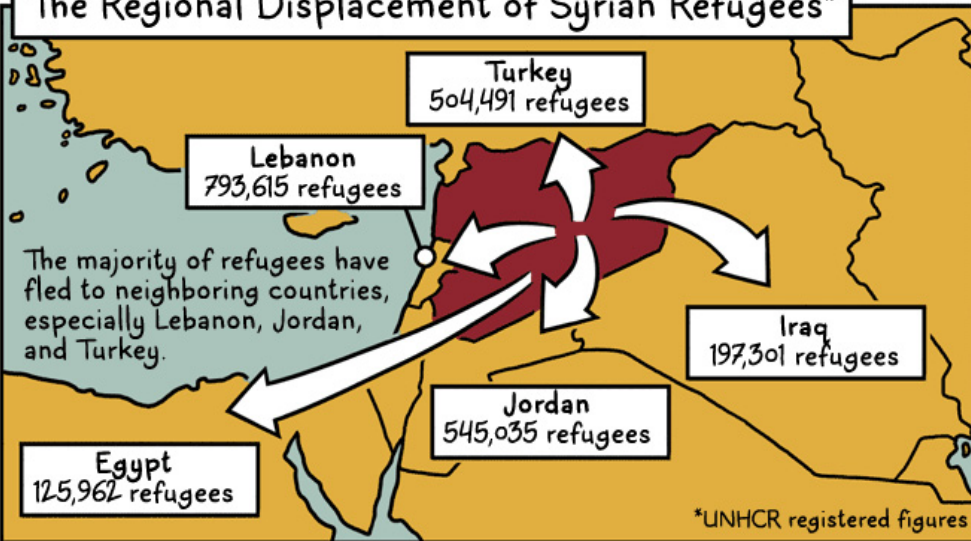 The Regional Displacement of Syrian Refugees*
Turkey
504,491 refugees
Lebanon
793,615 refugees
The majority of refugees have
fled to neighboring countries,
especially Lebanon, Jordan,
and Turkey.
Iraq
197,301 refugees
Jordan
545,035 refugees
Egypt
125,962 refugees
*UNHCR registered figures